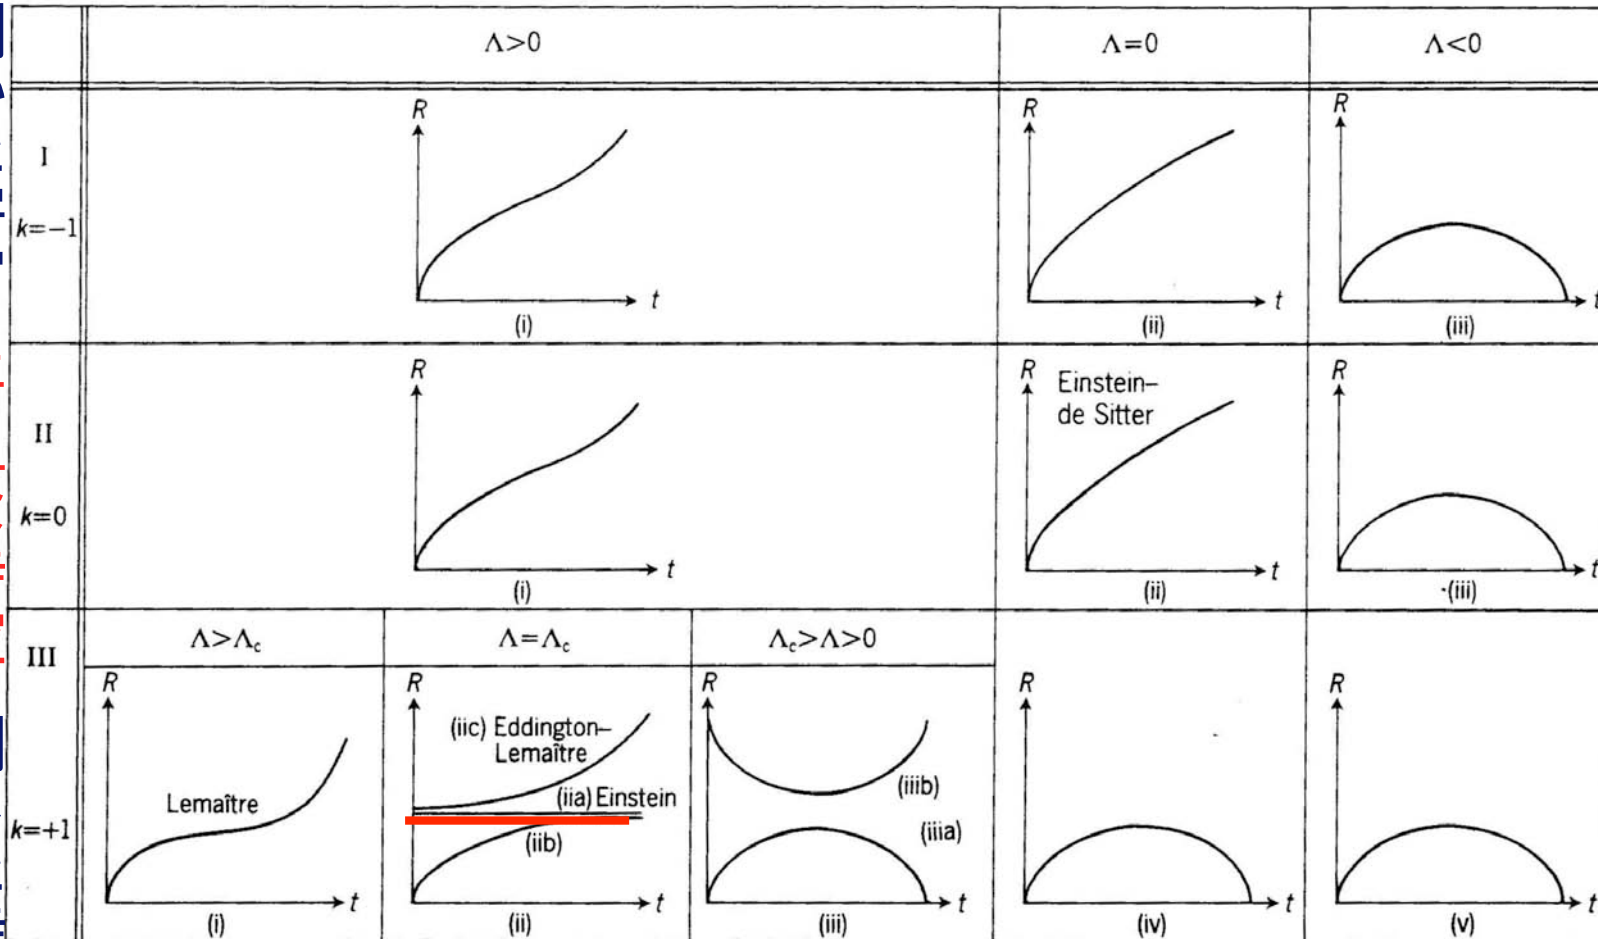 Λ>0
Λ=0
Λ<0
I
k=−1
R
t
(i)
R
t
(ii)
R
t
(iii)
II
k=0
R
t
(i)
R
Einstein–
de Sitter
t
(ii)
R
t
(iii)
III
k=+1
Λ>Λc
Λ=Λc
Λc>Λ>0
R
Lemaître
t
(i)
R
(iic) Eddington–
Lemaître
(iia) Einstein
(iib)
t
(ii)
R
(iiib)
(iiia)
t
(iii)
R
t
(iv)
R
t
(v)